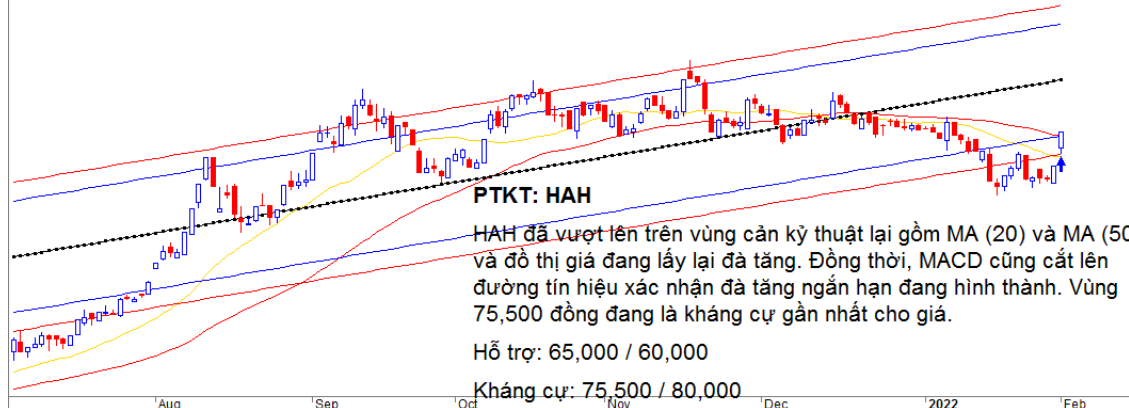 PTKT: HAH
HAH đã vượt lên trên vùng cản kỹ thuật lại gồm MA (20) và MA (50
và đồ thị giá đang lấy lại đà tăng. Đồng thời, MACD cũng cắt lên
đường tín hiệu xác nhận đà tăng ngắn hạn đang hình thành. Vùng
75,500 đồng đang là kháng cự gần nhất cho giá.
Hỗ trợ: 65,000 / 60,000
Kháng cự: 75,500 / 80,000
Aug Sep Oct Nov Dec 2022 Feb